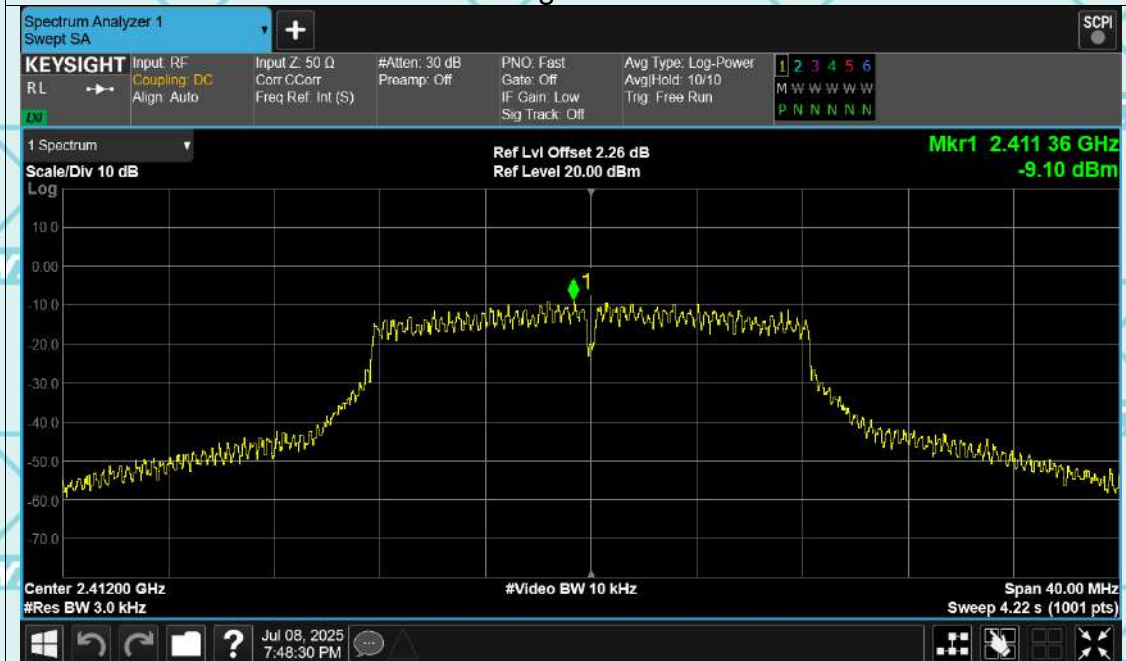 Spectrum Analyzer 1
Swept SA
+
SCPI
KEYSIGHT
RL
LXI
Input: RF
Coupling: DC
Align: Auto
Input Z: 50 Ω
Corr CCorr
Freq Ref: Int (S)
#Atten: 30 dB
Preamp: Off
PNO: Fast
Gate: Off
IF Gain: Low
Sig Track: Off
Avg Type: Log-Power
Avg|Hold: 10/10
Trig: Free Run
1 2 3 4 5 6
M W W W W W
P N N N N N
1 Spectrum
Scale/Div 10 dB
Log
Ref Lvl Offset 2.26 dB
Ref Level 20.00 dBm
Mkr1 2.411 36 GHz
-9.10 dBm
10.0
0.00
-10.0
-20.0
-30.0
-40.0
-50.0
-60.0
-70.0
1
Center 2.41200 GHz
#Res BW 3.0 kHz
#Video BW 10 kHz
Span 40.00 MHz
Sweep 4.22 s (1001 pts)
?
Jul 08, 2025
7:48:30 PM